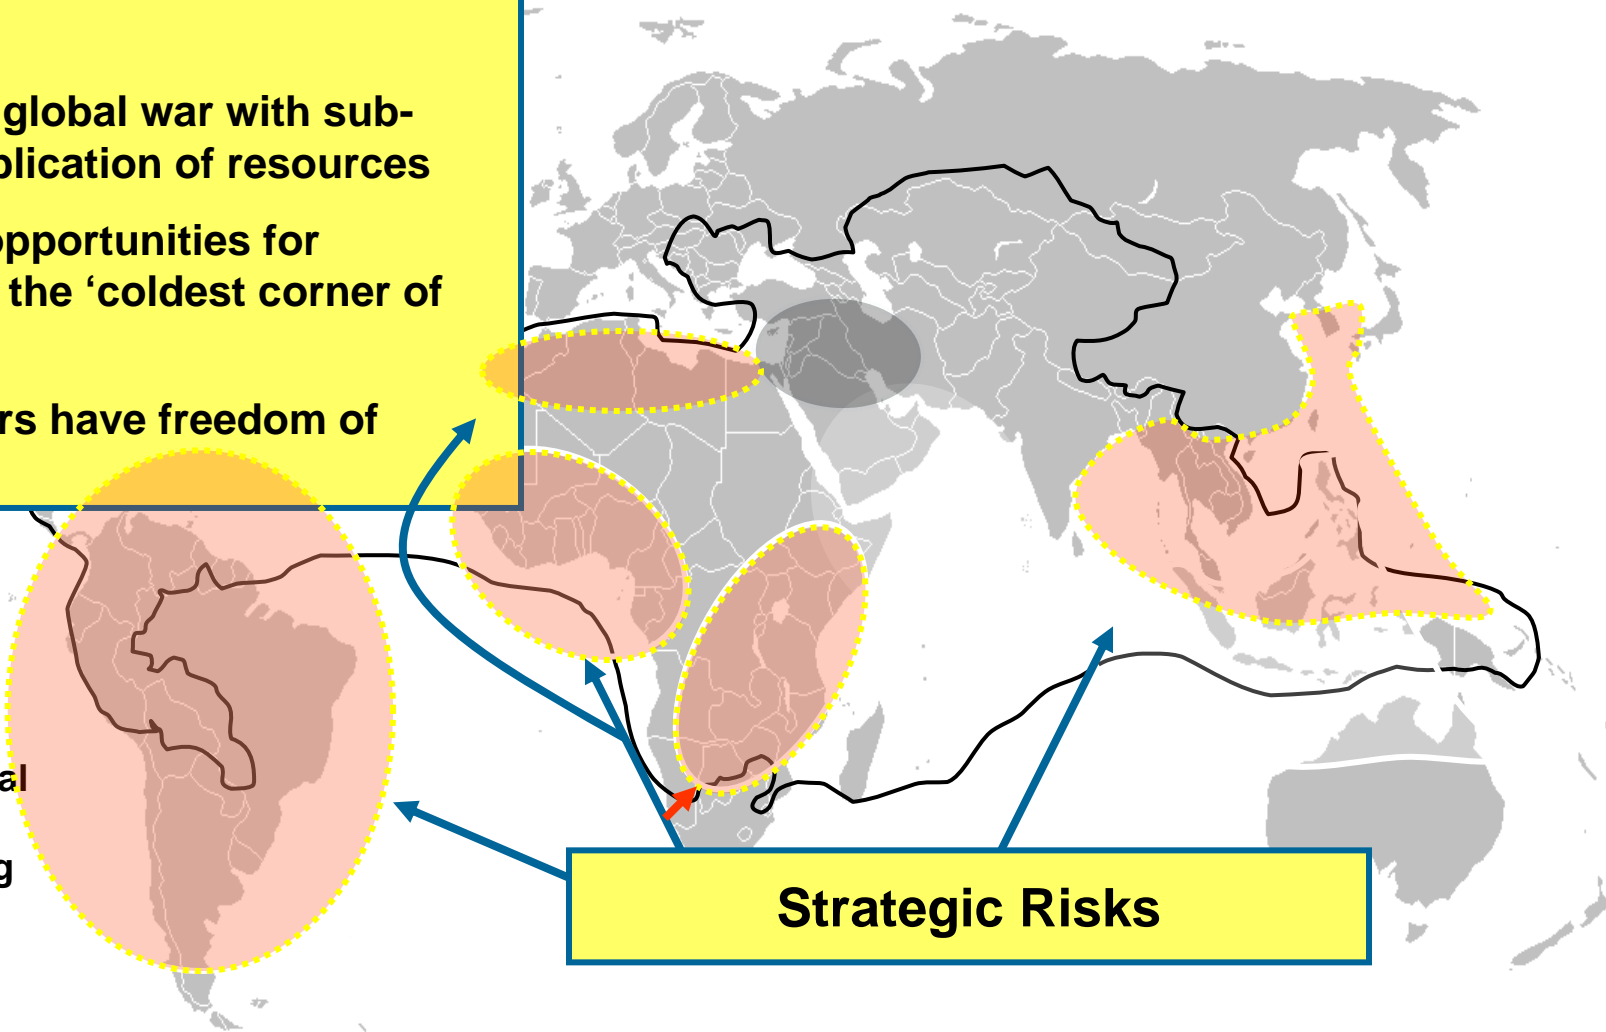 global war with sub-
plication of resources
opportunities for
the ‘coldest corner of
rs have freedom of
al
g
Strategic Risks